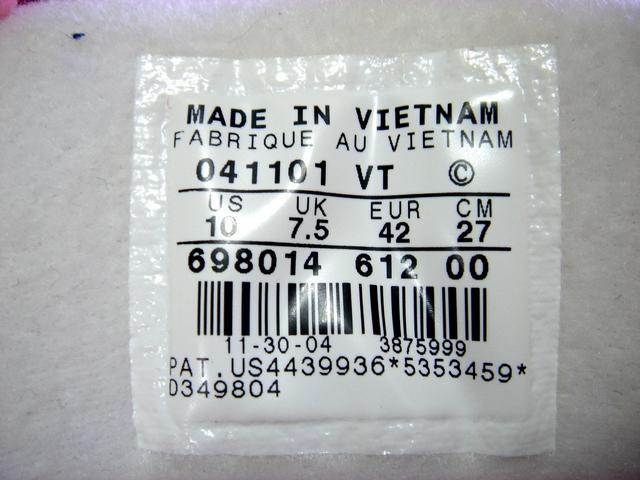 MADE IN VIETNAM
FABRIQUE AU VIETNAM
041101 VT ©
US UK EUR CM
10 7.5 42 27
698014 612 00
11-30-04 3875999
PAT.US4439936*5353459*
D349804